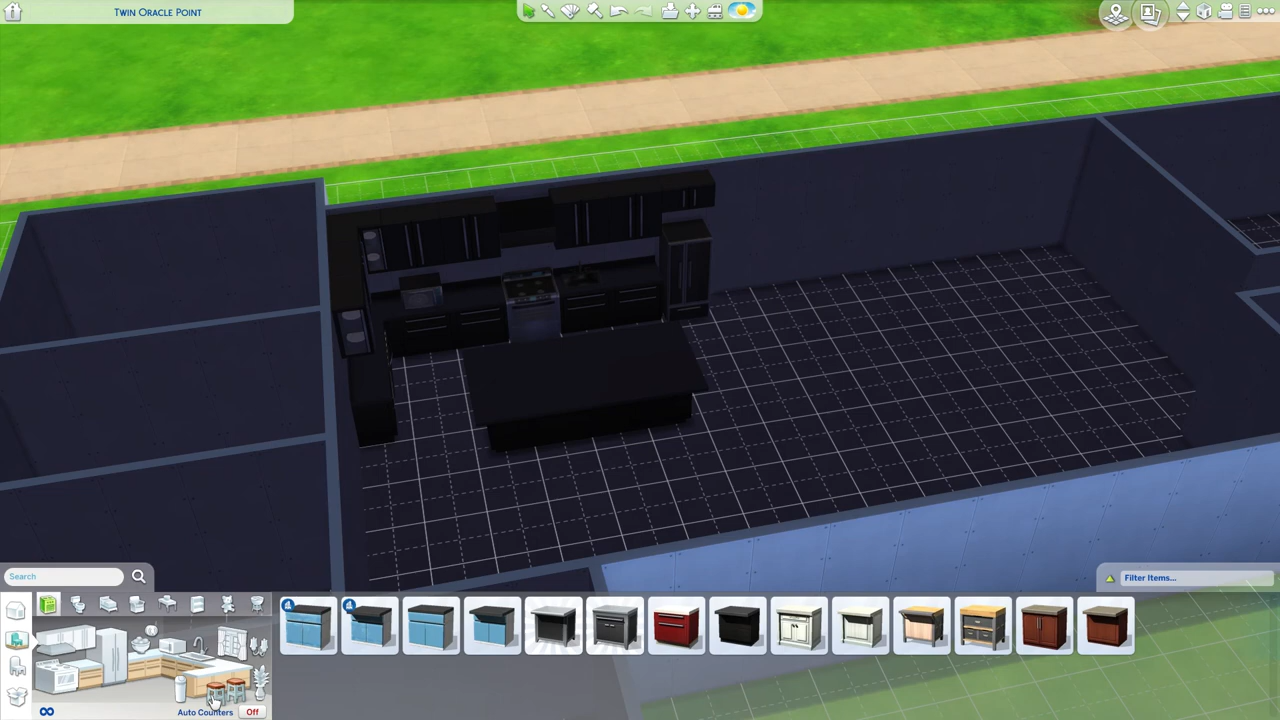 TWIN ORACLE POINT
Search
Filter Items...
Auto Counters
Off